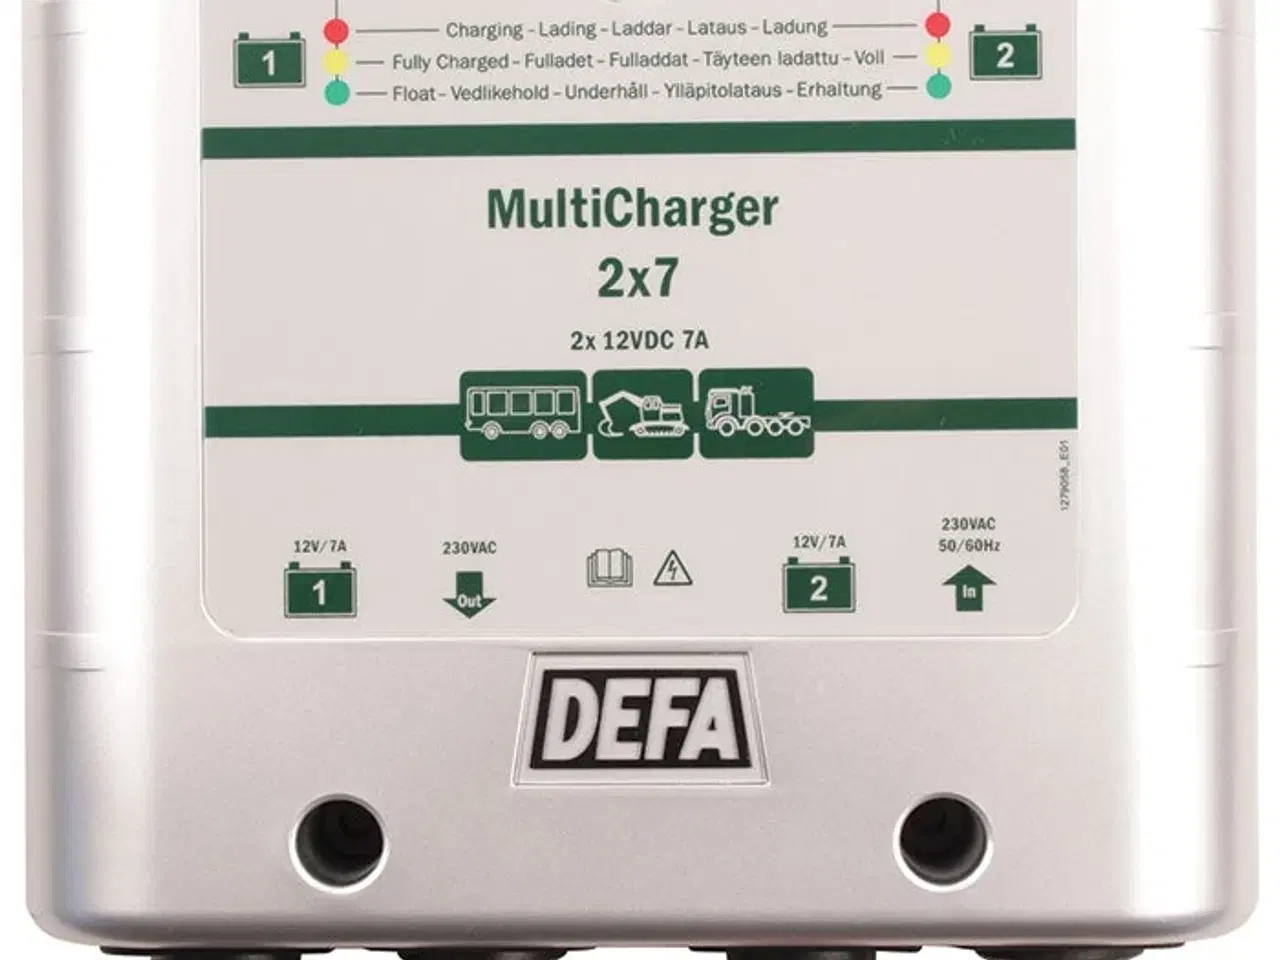 Charging - Lading - Laddar - Lataus - Ladung
1
Fully Charged - Fulladet - Fulladdat - Täyteen ladattu - Voll
2
Float - Vedlikehold - Underhåll - Ylläpitolataus - Erhaltung
MultiCharger
2x7
2x 12VDC 7A
1279058_E01
12V/7A
1
230VAC
Out
12V/7A
2
230VAC
50/60Hz
In
DEFA